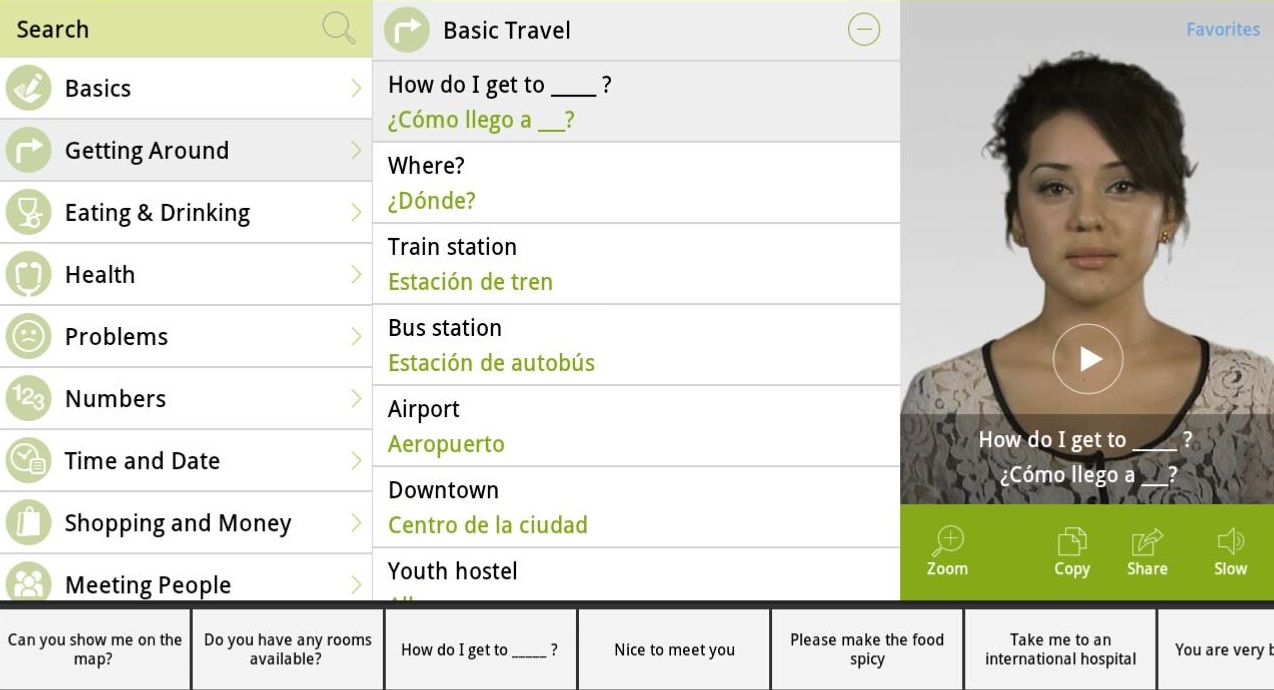 Search
Basics
Getting Around
Eating & Drinking
Health
Problems
Numbers
123
Time and Date
Shopping and Money
Meeting People
Basic Travel
How do I get to ____ ?
¿Cómo llego a __?
Where?
¿Dónde?
Train station
Estación de tren
Bus station
Estación de autobús
Airport
Aeropuerto
Downtown
Centro de la ciudad
Youth hostel
Favorites
How do I get to ____ ?
¿Cómo llego a __?
Zoom
Copy
Share
Slow
Can you show me on the
map?
Do you have any rooms
available?
How do I get to _____ ?
Nice to meet you
Please make the food
spicy
Take me to an
international hospital
You are very